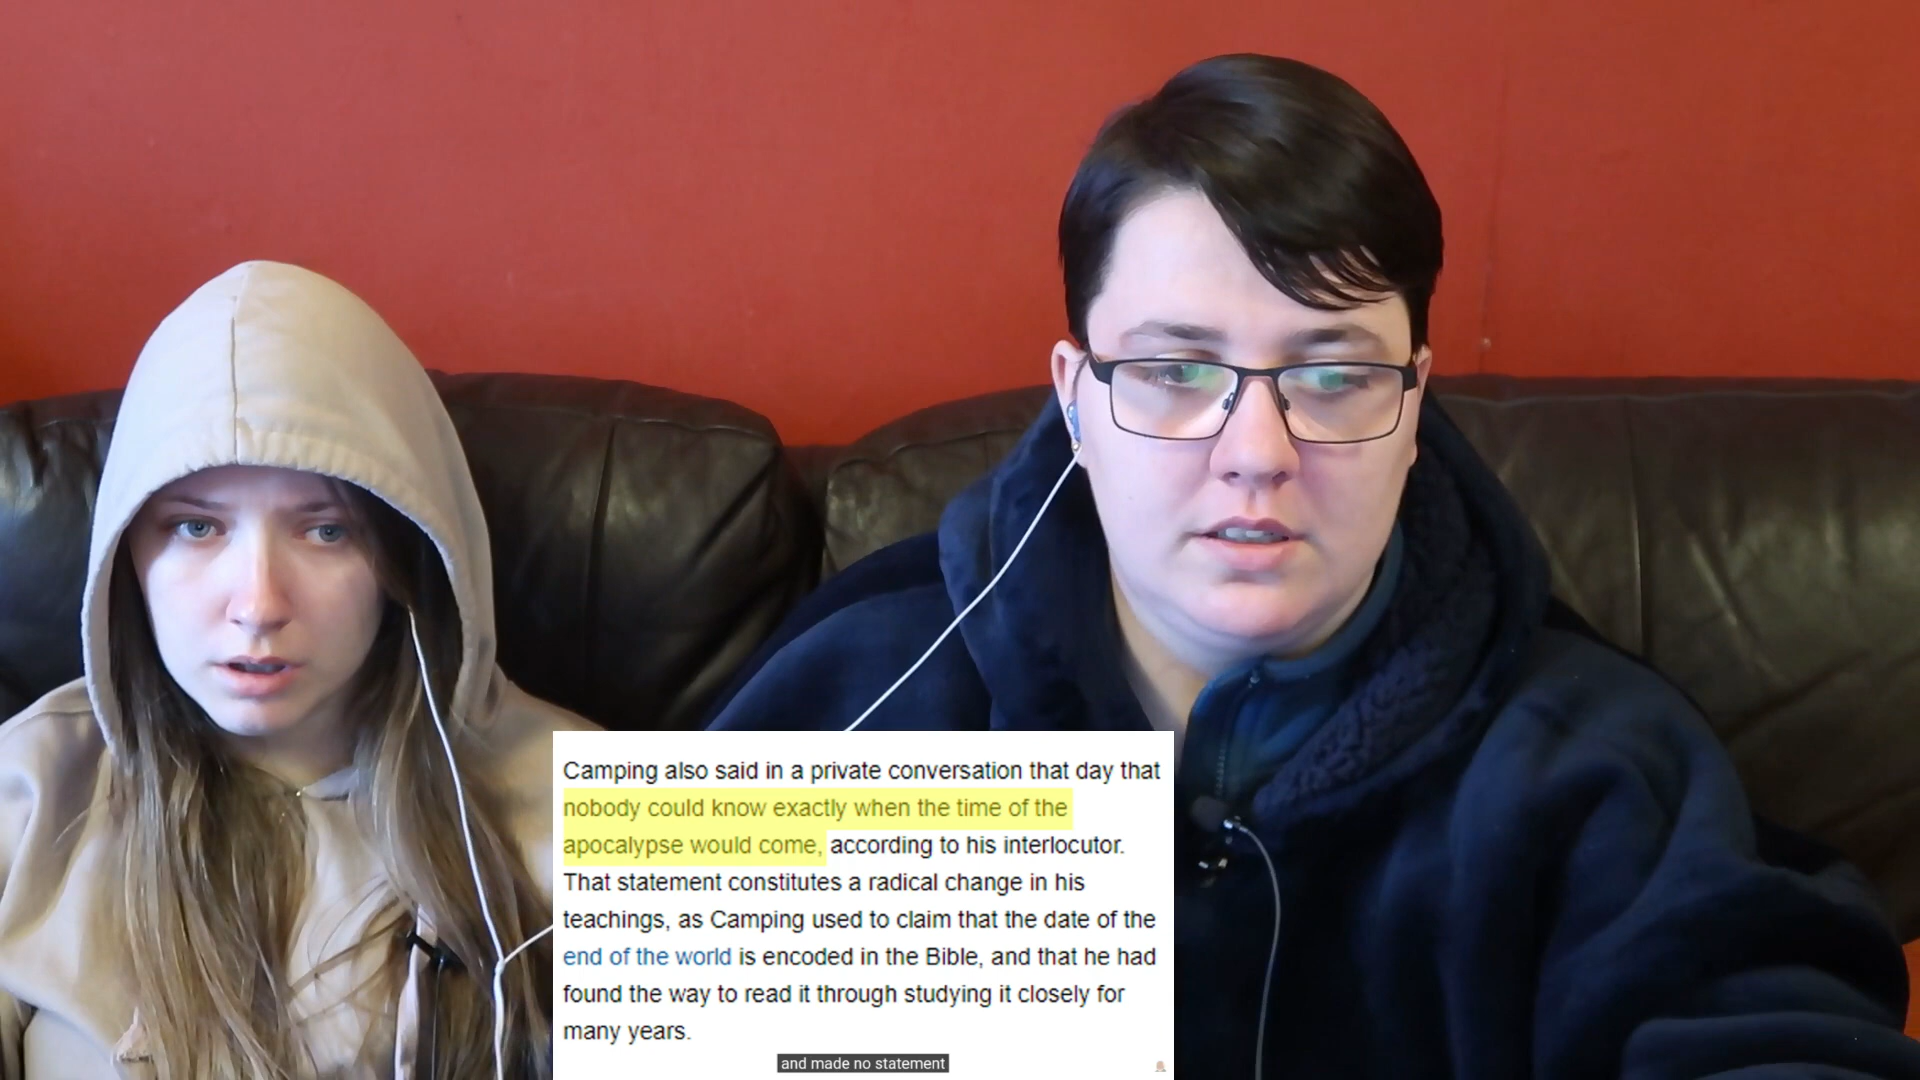 Camping also said in a private conversation that day that
nobody could know exactly when the time of the
apocalypse would come, according to his interlocutor.
That statement constitutes a radical change in his
teachings, as Camping used to claim that the date of the
end of the world is encoded in the Bible, and that he had
found the way to read it through studying it closely for
many years.
and made no statement